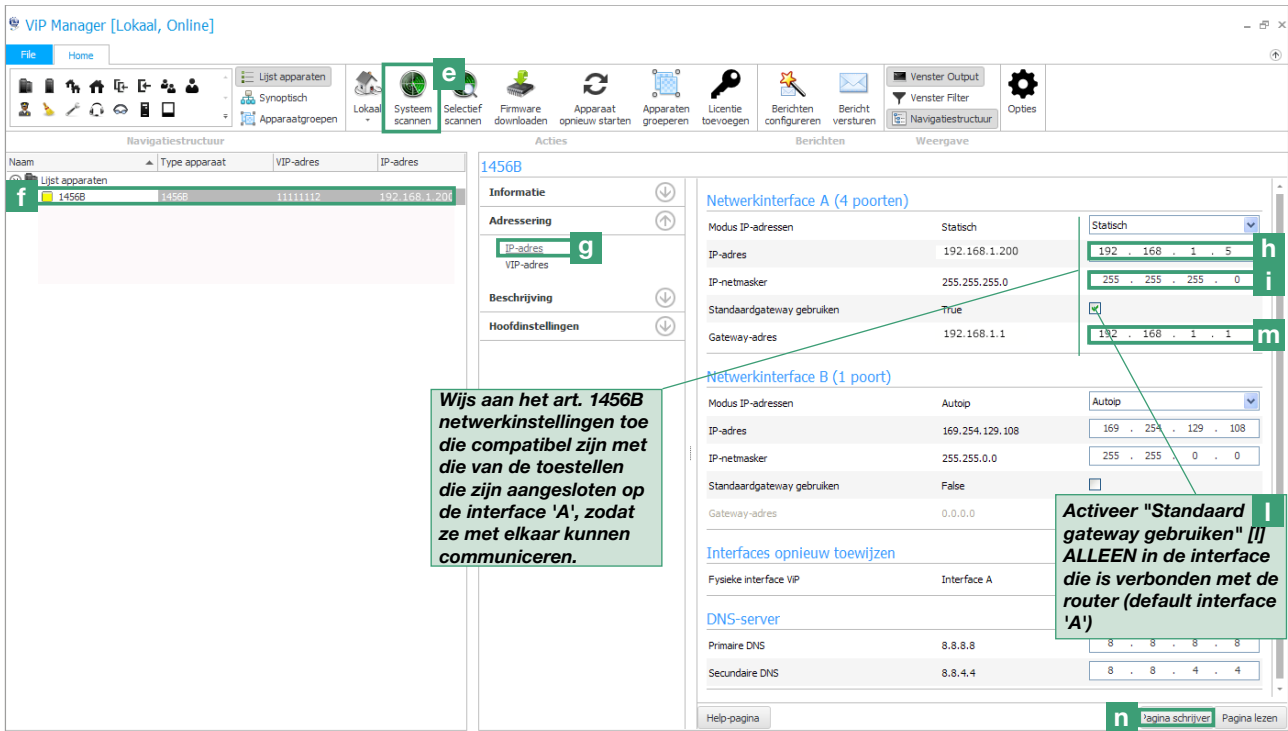 ViP Manager [Lokaal, Online]
File
Home
Lijst apparaten
Synoptisch
Apparaatgroepen
Navigatiestructuur
Lokaal
Systeem scannen
e
Selectief scannen
Firmware downloaden
Apparaat opnieuw starten
Apparaten groeperen
Licentie toevoegen
Acties
Berichten configureren
Bericht versturen
Berichten
Venster Output
Venster Filter
Navigatiestructuur
Weergave
Opties
Naam
Type apparaat
VIP-adres
IP-adres
Lijst apparaten
f
1456B
1456B
11111112
192.168.1.200
1456B
Informatie
Adressering
IP-adres
g
VIP-adres
Beschrijving
Hoofdinstellingen
Netwerkinterface A (4 poorten)
Modus IP-adressen
Statisch
Statisch
IP-adres
192.168.1.200
192 . 168 . 1 . 5
h
IP-netmasker
255.255.255.0
255 . 255 . 255 . 0
i
Standaardgateway gebruiken
True
Gateway-adres
192.168.1.1
192 . 168 . 1 . 1
m
Netwerkinterface B (1 poort)
Modus IP-adressen
Autoip
Autoip
IP-adres
169.254.129.108
169 . 254 . 129 . 108
IP-netmasker
255.255.0.0
255 . 255 . 0 . 0
Standaardgateway gebruiken
False
Gateway-adres
0.0.0.0
Interfaces opnieuw toewijzen
Fysieke interface ViP
Interface A
DNS-server
Primaire DNS
8.8.8.8
8 . 8 . 8 . 8
Secundaire DNS
8.8.4.4
8 . 8 . 4 . 4
Help-pagina
n
Pagina schrijver
Pagina lezen
Wijs aan het art. 1456B
netwerkinstellingen toe
die compatibel zijn met
die van de toestellen
die zijn aangesloten op
de interface 'A', zodat
ze met elkaar kunnen
communiceren.
l
Activeer "Standaard
gateway gebruiken" [l]
ALLEEN in de interface
die is verbonden met de
router (default interface
'A')